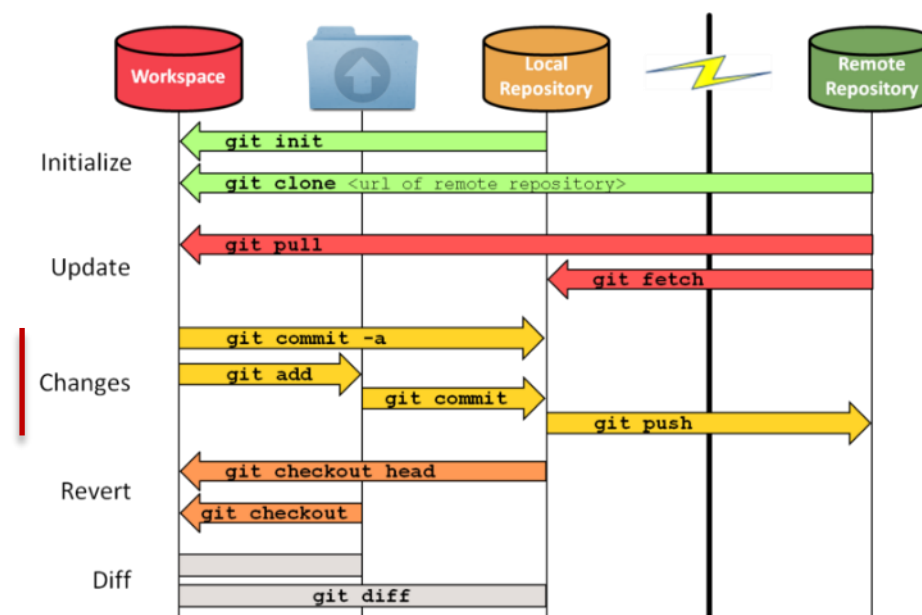 Workspace
Local
Repository
Remote
Repository
Initialize
git init
git clone <url of remote repository>
Update
git pull
git fetch
Changes
git commit -a
git add
git commit
git push
Revert
git checkout head
git checkout
Diff
git diff